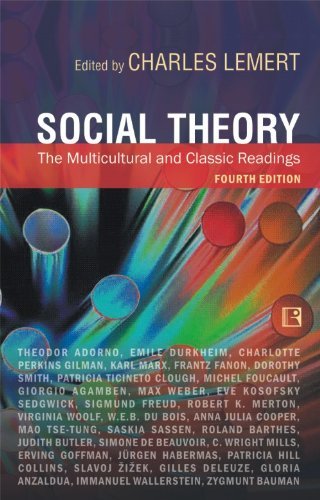 Edited by CHARLES LEMERT
SOCIAL THEORY
The Multicultural and Classic Readings
FOURTH EDITION
THEODOR ADORNO, EMILE DURKHEIM, CHARLOTTE
PERKINS GILMAN, KARL MARX, FRANTZ FANON, DOROTHY
SMITH, PATRICIA TICINETO CLOUGH, MICHEL FOUCAULT,
GIORGIO AGAMBEN, MAX WEBER, EVE KOSOFSKY
SEDGWICK, SIGMUND FREUD, ROBERT K. MERTON,
VIRGINIA WOOLF, W.E.B. DU BOIS, ANNA JULIA COOPER,
MAO TSE-TUNG, SASKIA SASSEN, ROLAND BARTHES,
JUDITH BUTLER, SIMONE DE BEAUVOIR, C. WRIGHT MILLS,
ERVING GOFFMAN, JÜRGEN HABERMAS, PATRICIA HILL
COLLINS, SLAVOJ ŽIŽEK, GILLES DELEUZE, GLORIA
ANZALDUA, IMMANUEL WALLERSTEIN, ZYGMUNT BAUMAN